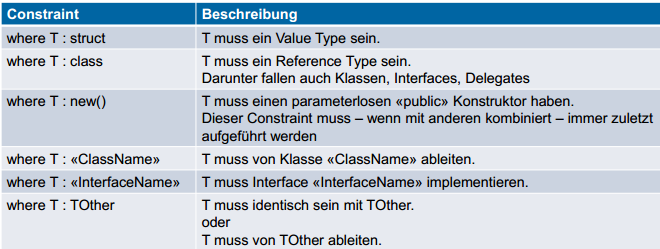 Constraint Beschreibung
where T : struct T muss ein Value Type sein.
where T : class T muss ein Reference Type sein.
Darunter fallen auch Klassen, Interfaces, Delegates
where T : new() T muss einen parameterlosen «public» Konstruktor haben.
Dieser Constraint muss – wenn mit anderen kombiniert – immer zuletzt
aufgeführt werden
where T : «ClassName» T muss von Klasse «ClassName» ableiten.
where T : «InterfaceName» T muss Interface «InterfaceName» implementieren.
where T : TOther T muss identisch sein mit TOther.
oder
T muss von TOther ableiten.